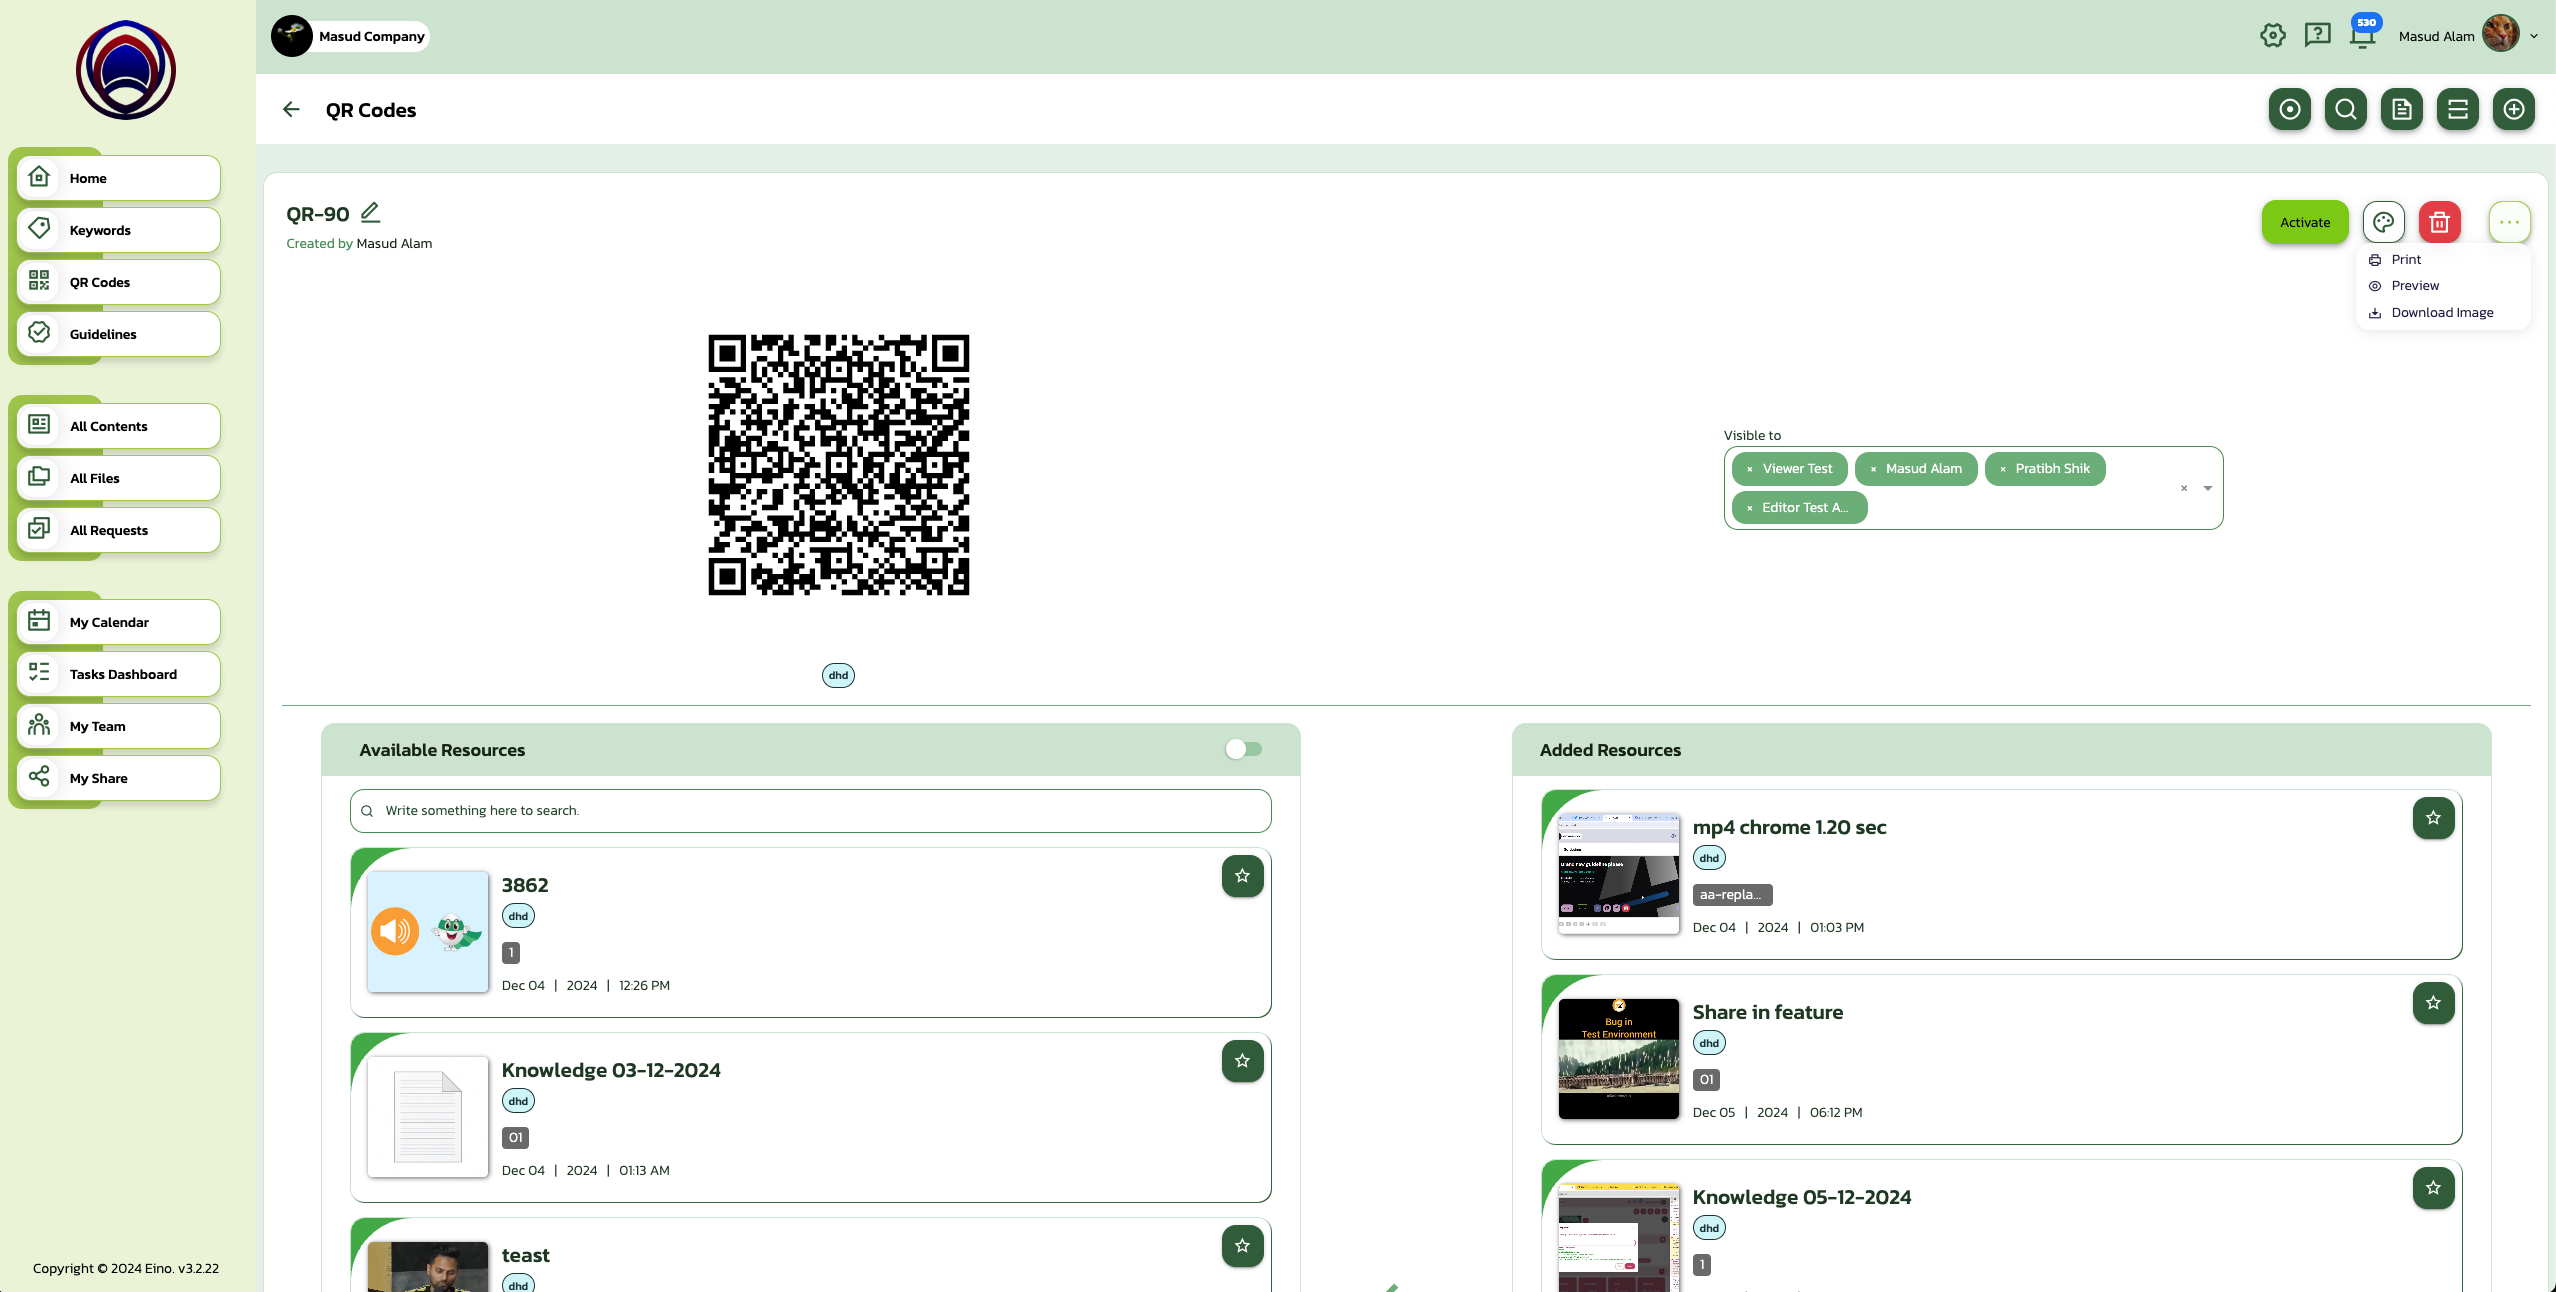 Masud Company
530
Masud Alam
QR Codes
Home
Keywords
QR Codes
Guidelines
All Contents
All Files
All Requests
My Calendar
Tasks Dashboard
My Team
My Share
Copyright © 2024 Eino. v3.2.22
QR-90
Created by Masud Alam
Activate
Print
Preview
Download Image
Visible to
× Viewer Test
× Masud Alam
× Pratibh Shik
× Editor Test A...
dhd
Available Resources
Write something here to search.
3862
dhd
1
Dec 04 | 2024 | 12:26 PM
Knowledge 03-12-2024
dhd
01
Dec 04 | 2024 | 01:13 AM
teast
dhd
Added Resources
mp4 chrome 1.20 sec
dhd
aa-repla...
Dec 04 | 2024 | 01:03 PM
Brand new guideline please
Share in feature
dhd
01
Dec 05 | 2024 | 06:12 PM
Bug in
Test Environment
Knowledge 05-12-2024
dhd
1